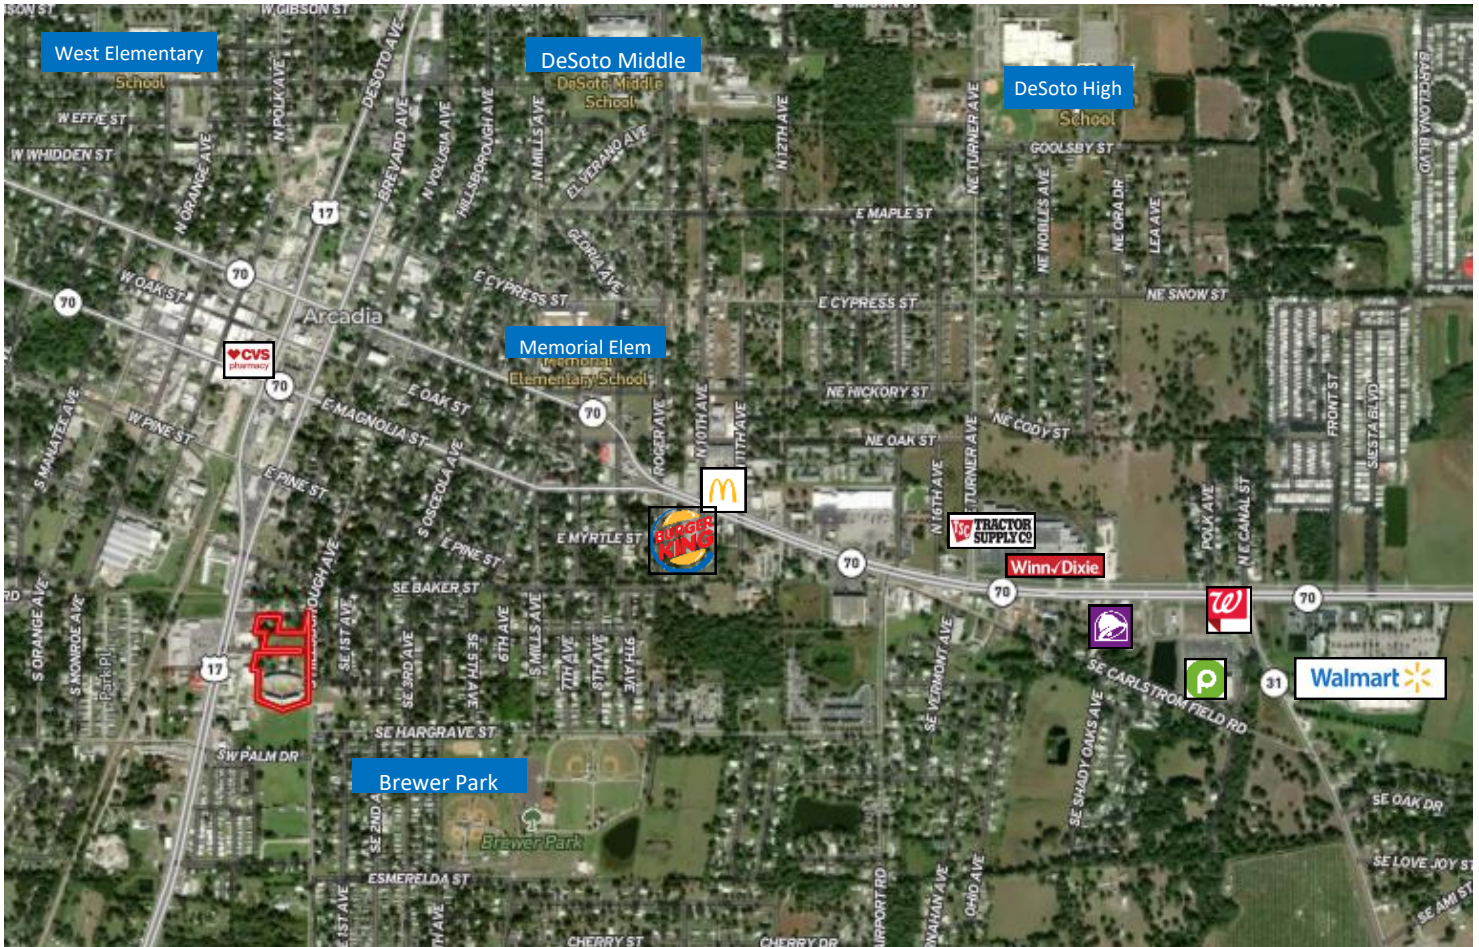 W GIBSON ST
West Elementary
School
DeSoto Middle
DeSoto Middle
School
DeSoto High
School
BARCELONA BLVD
DESOTO AVE
N POLK AVE
W EFFIE ST
W WHIDDEN ST
N ORANGE AVE
BREVARD AVE
N VOLUSIA AVE
HILLSBOROUGH AVE
N MILLS AVE
EL VERANO AVE
N 12TH AVE
NE TURNER AVE
GOOLSBY ST
NE NOBLES AVE
NE ORA DR
LEA AVE
17
E MAPLE ST
GLORIA AVE
70
W OAK ST
70
Arcadia
E CYPRESS ST
E CYPRESS ST
NE SNOW ST
CVS
pharmacy
70
Memorial Elem
Memorial
Elementary School
NE HICKORY ST
E OAK ST
E MAGNOLIA ST
70
ROGER AVE
N 10TH AVE
11TH AVE
NE OAK ST
NE CODY ST
FRONT ST
SIESTA BLVD
S MANATEE AVE
W PINE ST
E PINE ST
S OSCEOLA AVE
E PINE ST
E MYRTLE ST
BURGER
KING
N 16TH AVE
TURNER AVE
TSC TRACTOR
SUPPLY CO
Winn Dixie
POLK AVE
N E CANAL ST
70
70
70
SE BAKER ST
RD
S ORANGE AVE
S MONROE AVE
Park Pl
17
SE 1ST AVE
SE 3RD AVE
SE 5TH AVE
6TH AVE
S MILLS AVE
7TH AVE
8TH AVE
9TH AVE
SE VERMONT AVE
SE CARLSTROM FIELD RD
31
Walmart
SE HARGRAVE ST
SW PALM DR
Brewer Park
Brewer Park
SE SHADY OAKS AVE
SE OAK DR
SE LOVE JOY ST
SE AMI ST
ESMERELDA ST
OHIO AVE
CHERRY ST
CHERRY DR